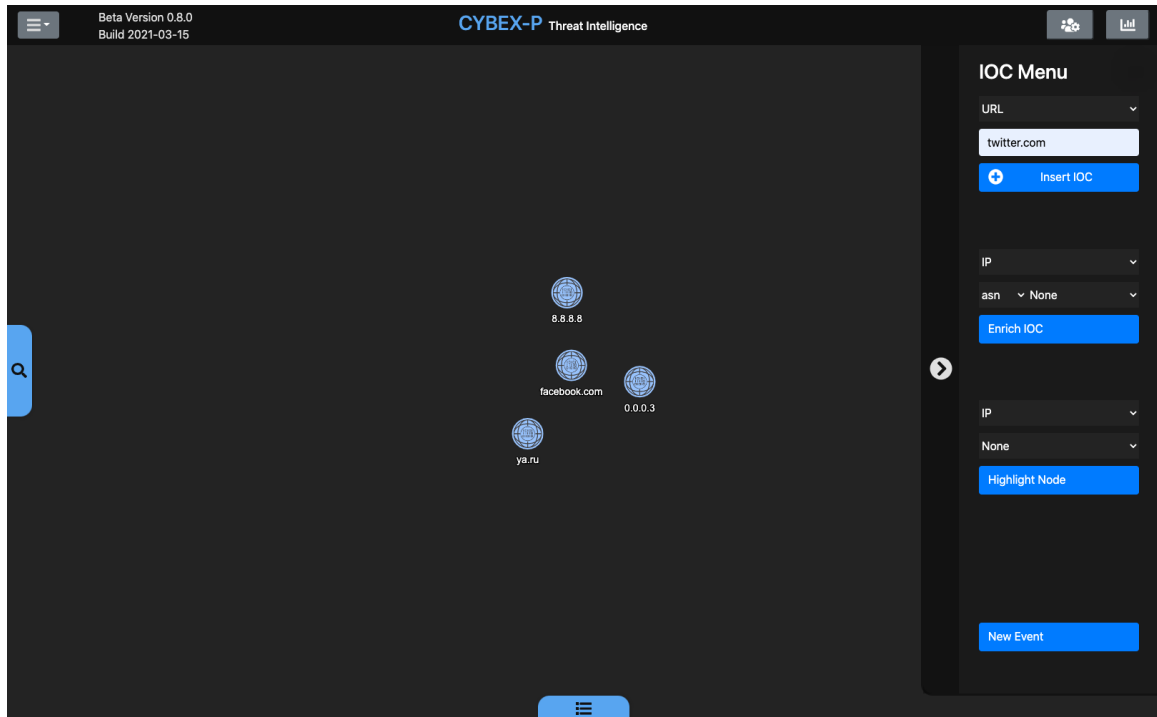 Beta Version 0.8.0
Build 2021-03-15
CYBEX-P Threat Intelligence
IOC Menu
URL
twitter.com
Insert IOC
IP
asn None
Enrich IOC
IP
None
Highlight Node
New Event
8.8.8.8
facebook.com
0.0.0.3
ya.ru